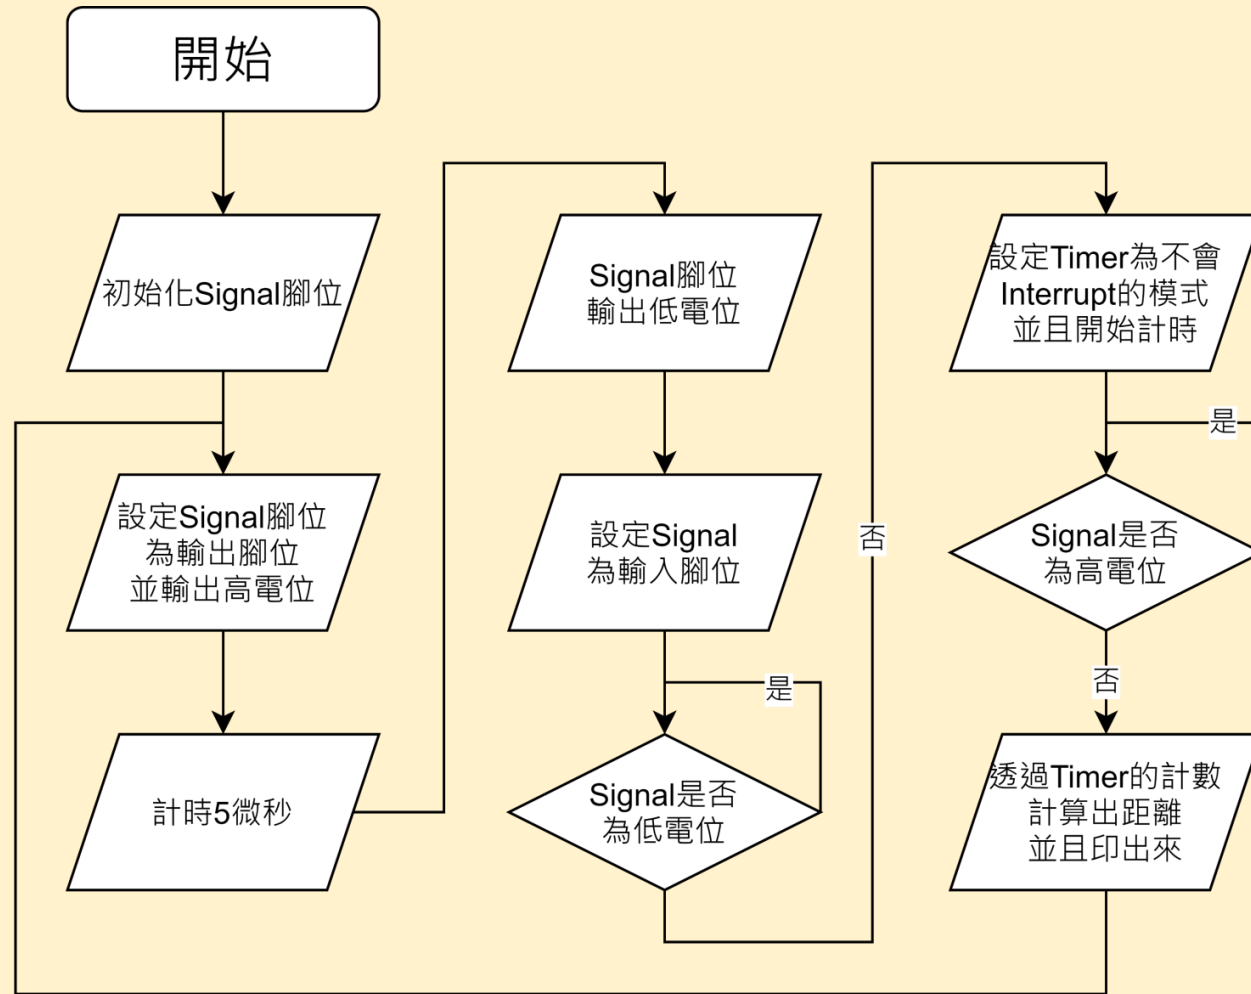 開始
初始化Signal腳位
設定Signal腳位
為輸出腳位
並輸出高電位
計時5微秒
Signal腳位
輸出低電位
設定Signal
為輸入腳位
是
Signal是否
為低電位
否
設定Timer為不會
Interrupt的模式
並且開始計時
是
Signal是否
為高電位
否
透過Timer的計數
計算出距離
並且印出來